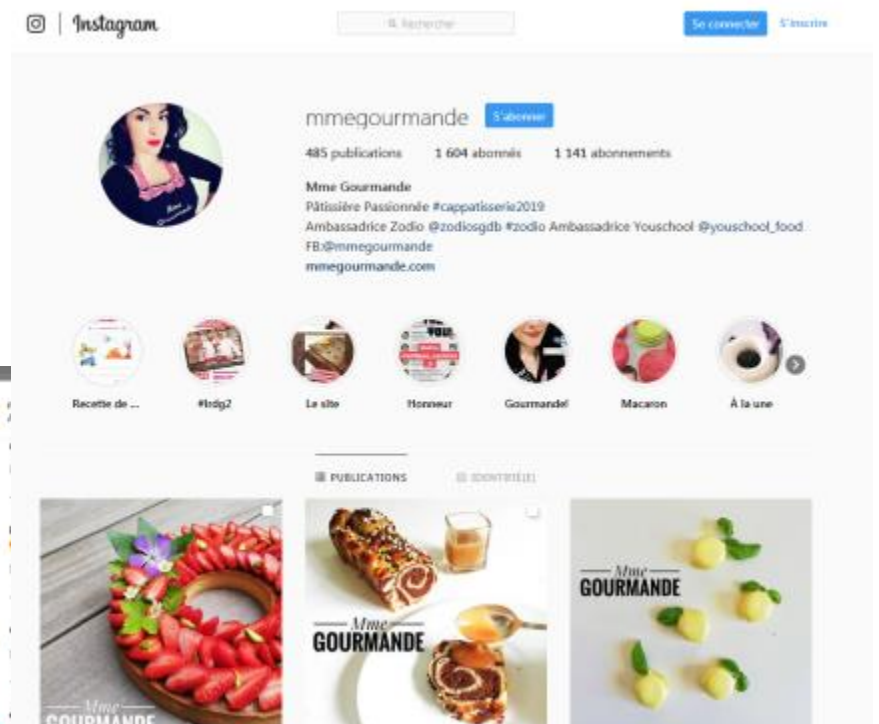 Instagram
Rechercher
Se connecter
S'inscrire
mmegourmande
S'abonner
485 publications 1 604 abonnés 1 141 abonnements
Mme Gourmande
Pâtissière Passionnée #cappatisserie2019
Ambassadrice Zodio @zodiosgdb #zodio Ambassadrice Youschool @youschool_food
FB:@mmegourmande
mmegourmande.com
Recette de ...
#lrdg2
Le site
Honneur
Gourmande!
Macaron
À la une
PUBLICATIONS
IDENTIFIÉ(E)
Mme
GOURMANDE
Mme
GOURMANDE
Mme
GOURMANDE